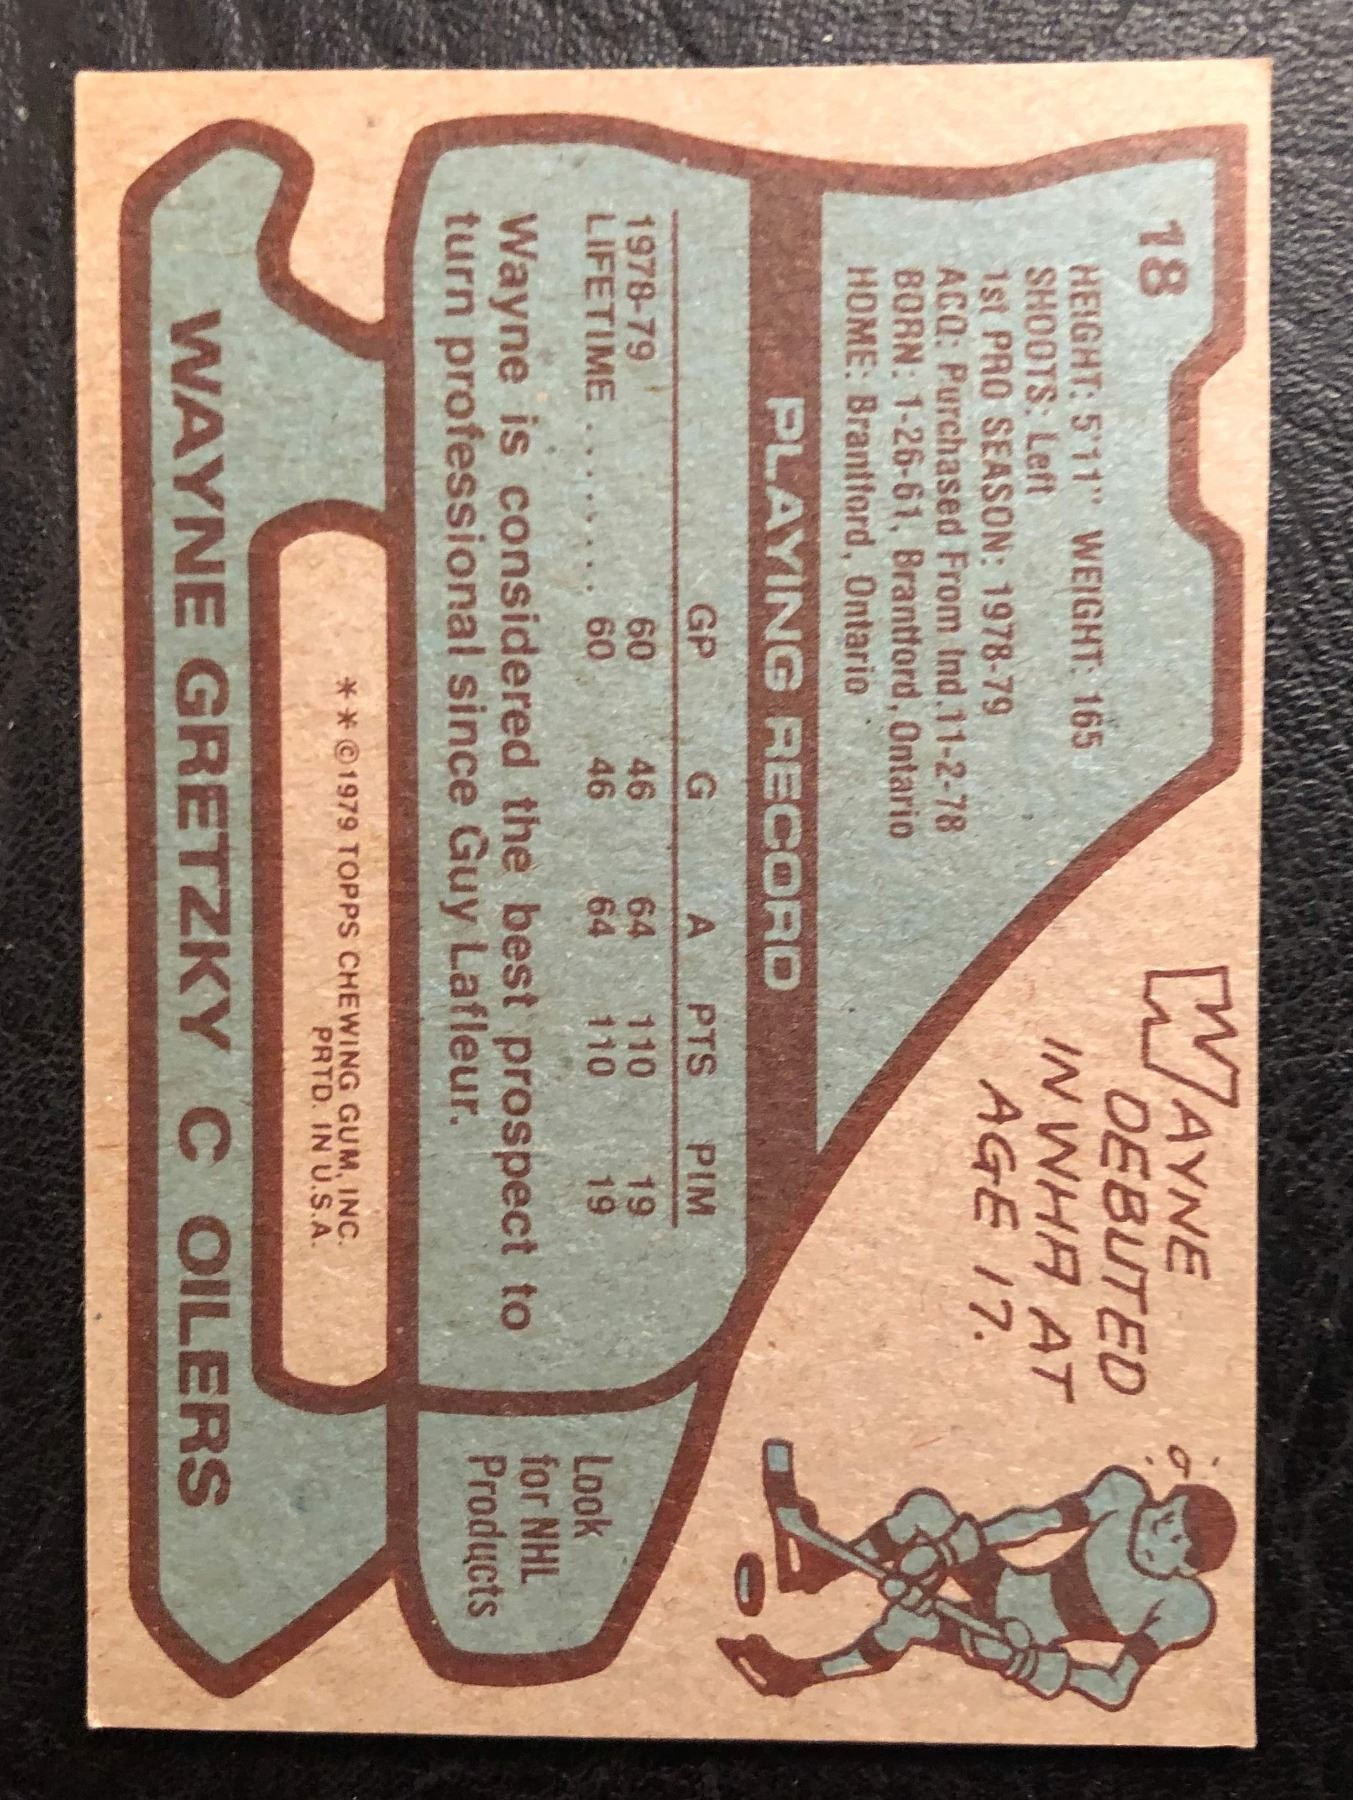 18
HEIGHT: 5'11" WEIGHT: 165
SHOOTS: Left
1st PRO SEASON: 1978-79
ACQ: Purchased From Ind. 11-2-78
BORN: 1-26-61, Brantford, Ontario
HOME: Brantford, Ontario
WAYNE
DEBUTED
IN WHA AT
AGE 17.
PLAYING RECORD
GP G A PTS PIM
1978-79 60 46 64 110 19
LIFETIME ........ 60 46 64 110 19
Wayne is considered the best prospect to
turn professional since Guy Lafleur.
Look
for NHL
Products
**©1979 TOPPS CHEWING GUM, INC.
PRTD. IN U.S.A.
WAYNE GRETZKY C OILERS